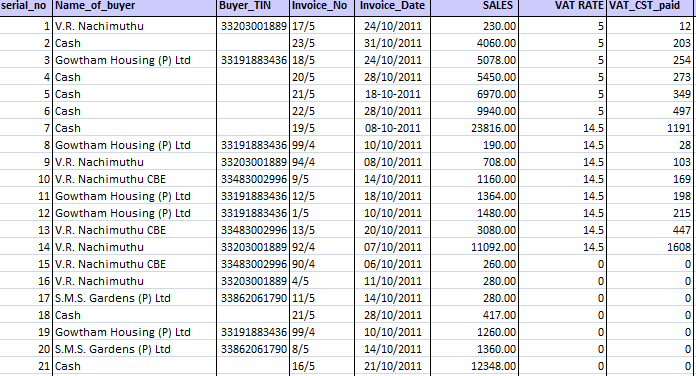 serial_no Name_of_buyer Buyer_TIN Invoice_No Invoice_Date SALES VAT RATE VAT_CST_paid
1 V.R. Nachimuthu 33203001889 17/5 24/10/2011 230.00 5 12
2 Cash 23/5 31/10/2011 4060.00 5 203
3 Gowtham Housing (P) Ltd 33191883436 18/5 24/10/2011 5078.00 5 254
4 Cash 20/5 28/10/2011 5450.00 5 273
5 Cash 21/5 18-10-2011 6970.00 5 349
6 Cash 22/5 28/10/2011 9940.00 5 497
7 Cash 19/5 08-10-2011 23816.00 14.5 1191
8 Gowtham Housing (P) Ltd 33191883436 99/4 10/10/2011 190.00 14.5 28
9 V.R. Nachimuthu 33203001889 94/4 08/10/2011 708.00 14.5 103
10 V.R. Nachimuthu CBE 33483002996 9/5 14/10/2011 1160.00 14.5 169
11 Gowtham Housing (P) Ltd 33191883436 12/5 18/10/2011 1364.00 14.5 198
12 Gowtham Housing (P) Ltd 33191883436 1/5 10/10/2011 1480.00 14.5 215
13 V.R. Nachimuthu CBE 33483002996 13/5 20/10/2011 3080.00 14.5 447
14 V.R. Nachimuthu 33203001889 92/4 07/10/2011 11092.00 14.5 1608
15 V.R. Nachimuthu CBE 33483002996 90/4 06/10/2011 260.00 0 0
16 V.R. Nachimuthu 33203001889 4/5 11/10/2011 280.00 0 0
17 S.M.S. Gardens (P) Ltd 33862061790 11/5 14/10/2011 280.00 0 0
18 Cash 21/5 28/10/2011 417.00 0 0
19 Gowtham Housing (P) Ltd 33191883436 99/4 10/10/2011 1260.00 0 0
20 S.M.S. Gardens (P) Ltd 33862061790 8/5 14/10/2011 1360.00 0 0
21 Cash 16/5 21/10/2011 12348.00 0 0